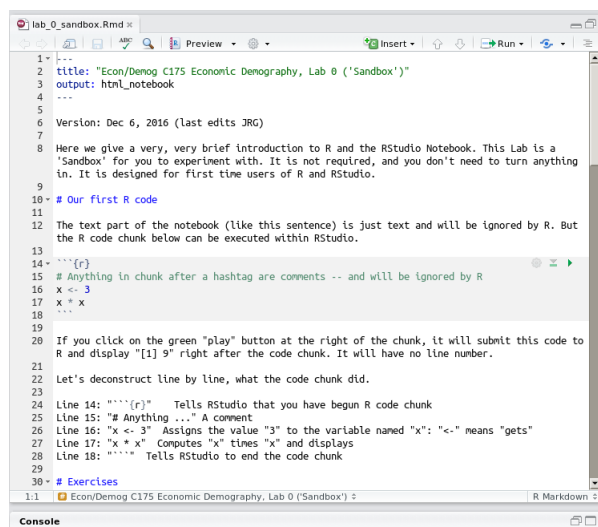 lab_0_sandbox.Rmd
ABC Preview Insert Run
1 ---
2 title: "Econ/Demog C175 Economic Demography, Lab 0 ('Sandbox')"
3 output: html_notebook
4 ---
5
6 Version: Dec 6, 2016 (last edits JRG)
7
8 Here we give a very, very brief introduction to R and the RStudio Notebook. This Lab is a
'Sandbox' for you to experiment with. It is not required, and you don't need to turn anything
in. It is designed for first time users of R and RStudio.
9
10 # Our first R code
11
12 The text part of the notebook (like this sentence) is just text and will be ignored by R. But
the R code chunk below can be executed within RStudio.
13
14 ```{r}
15 # Anything in chunk after a hashtag are comments -- and will be ignored by R
16 x <- 3
17 x * x
18 ```
19
20 If you click on the green "play" button at the right of the chunk, it will submit this code to
R and display "[1] 9" right after the code chunk. It will have no line number.
21
22 Let's deconstruct line by line, what the code chunk did.
23
24 Line 14: "```{r}"    Tells RStudio that you have begun R code chunk
25 Line 15: "# Anything ..." A comment
26 Line 16: "x <- 3"  Assigns the value "3" to the variable named "x": "<-" means "gets"
27 Line 17: "x * x"  Computes "x" times "x" and displays
28 Line 18: "```"  Tells RStudio to end the code chunk
29
30 # Exercises
1:1 Econ/Demog C175 Economic Demography, Lab 0 ('Sandbox') R Markdown
Console